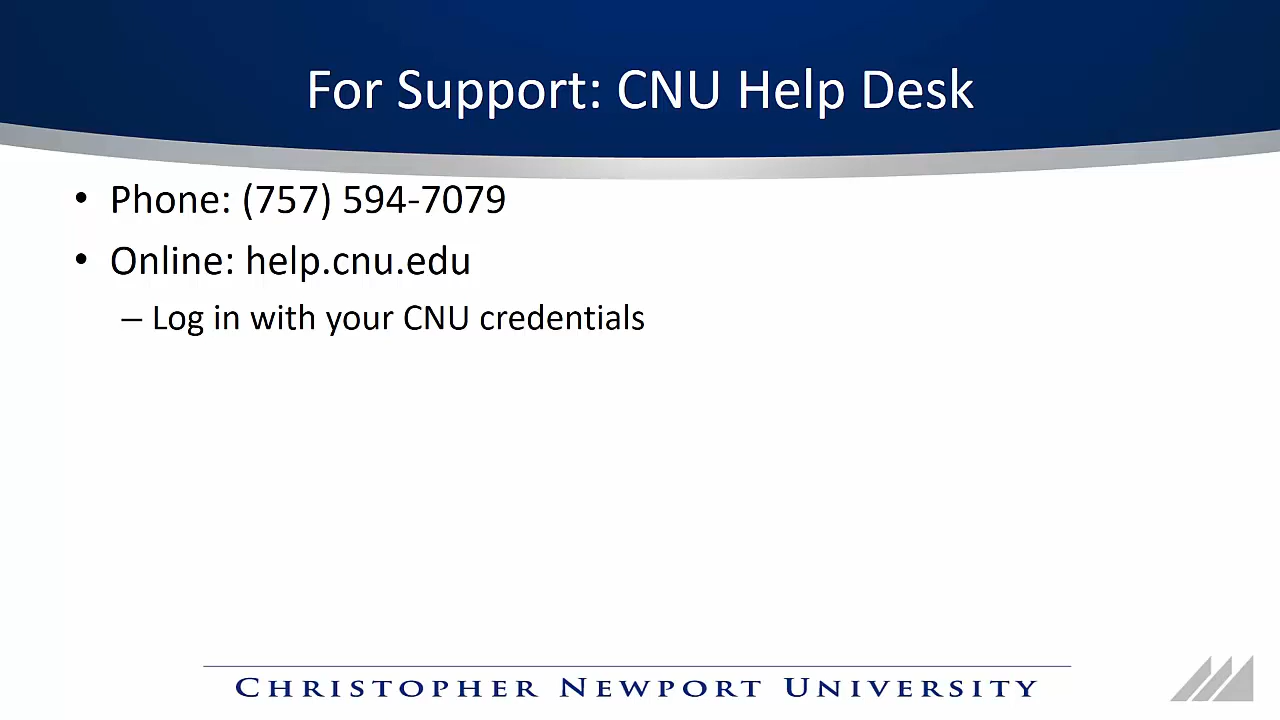 For Support: CNU Help Desk
• Phone: (757) 594-7079
• Online: help.cnu.edu
– Log in with your CNU credentials
CHRISTOPHER NEWPORT UNIVERSITY